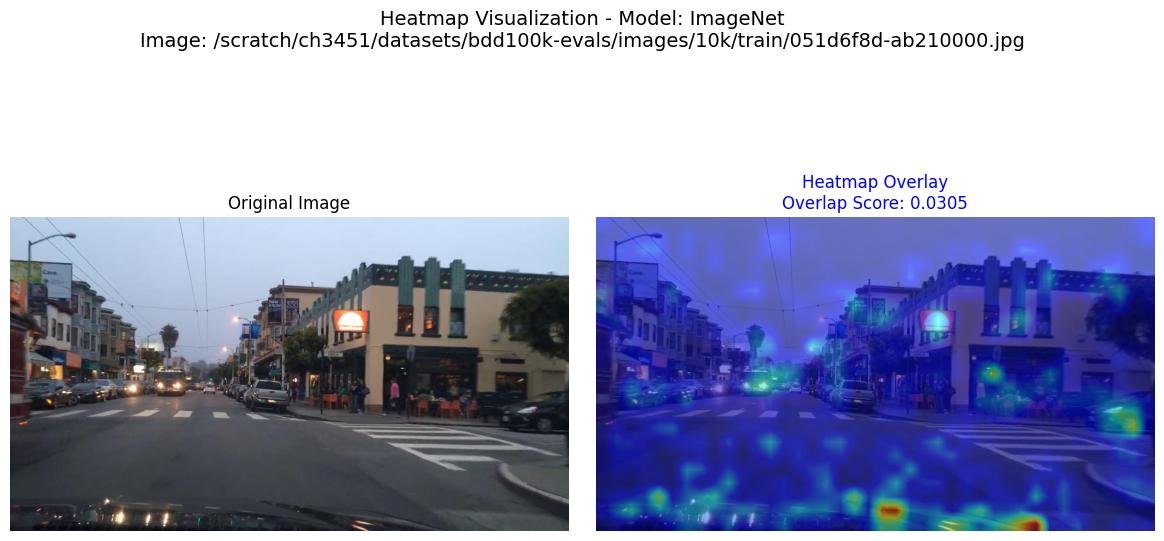 Heatmap Visualization - Model: ImageNet
Image: /scratch/ch3451/datasets/bdd100k-evals/images/10k/train/051d6f8d-ab210000.jpg
Original Image
Heatmap Overlay
Overlap Score: 0.0305
Cave.